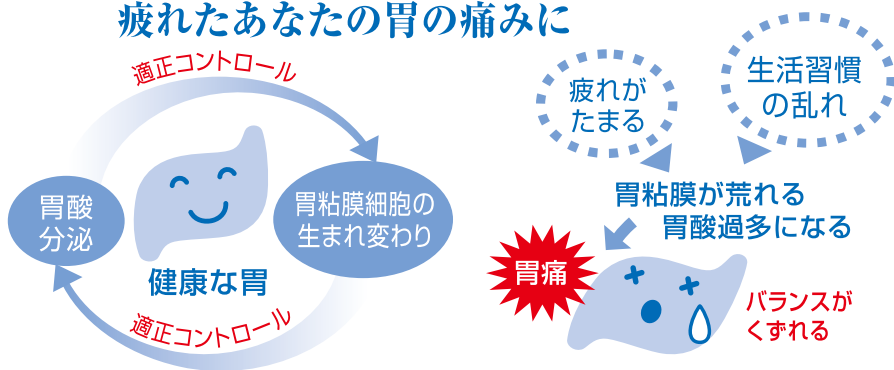 疲れたあなたの胃の痛みに
適正コントロール
胃酸
分泌
胃粘膜細胞の
生まれ変わり
健康な胃
適正コントロール
疲れが
たまる
生活習慣
の乱れ
胃粘膜が荒れる
胃酸過多になる
胃痛
バランスが
くずれる